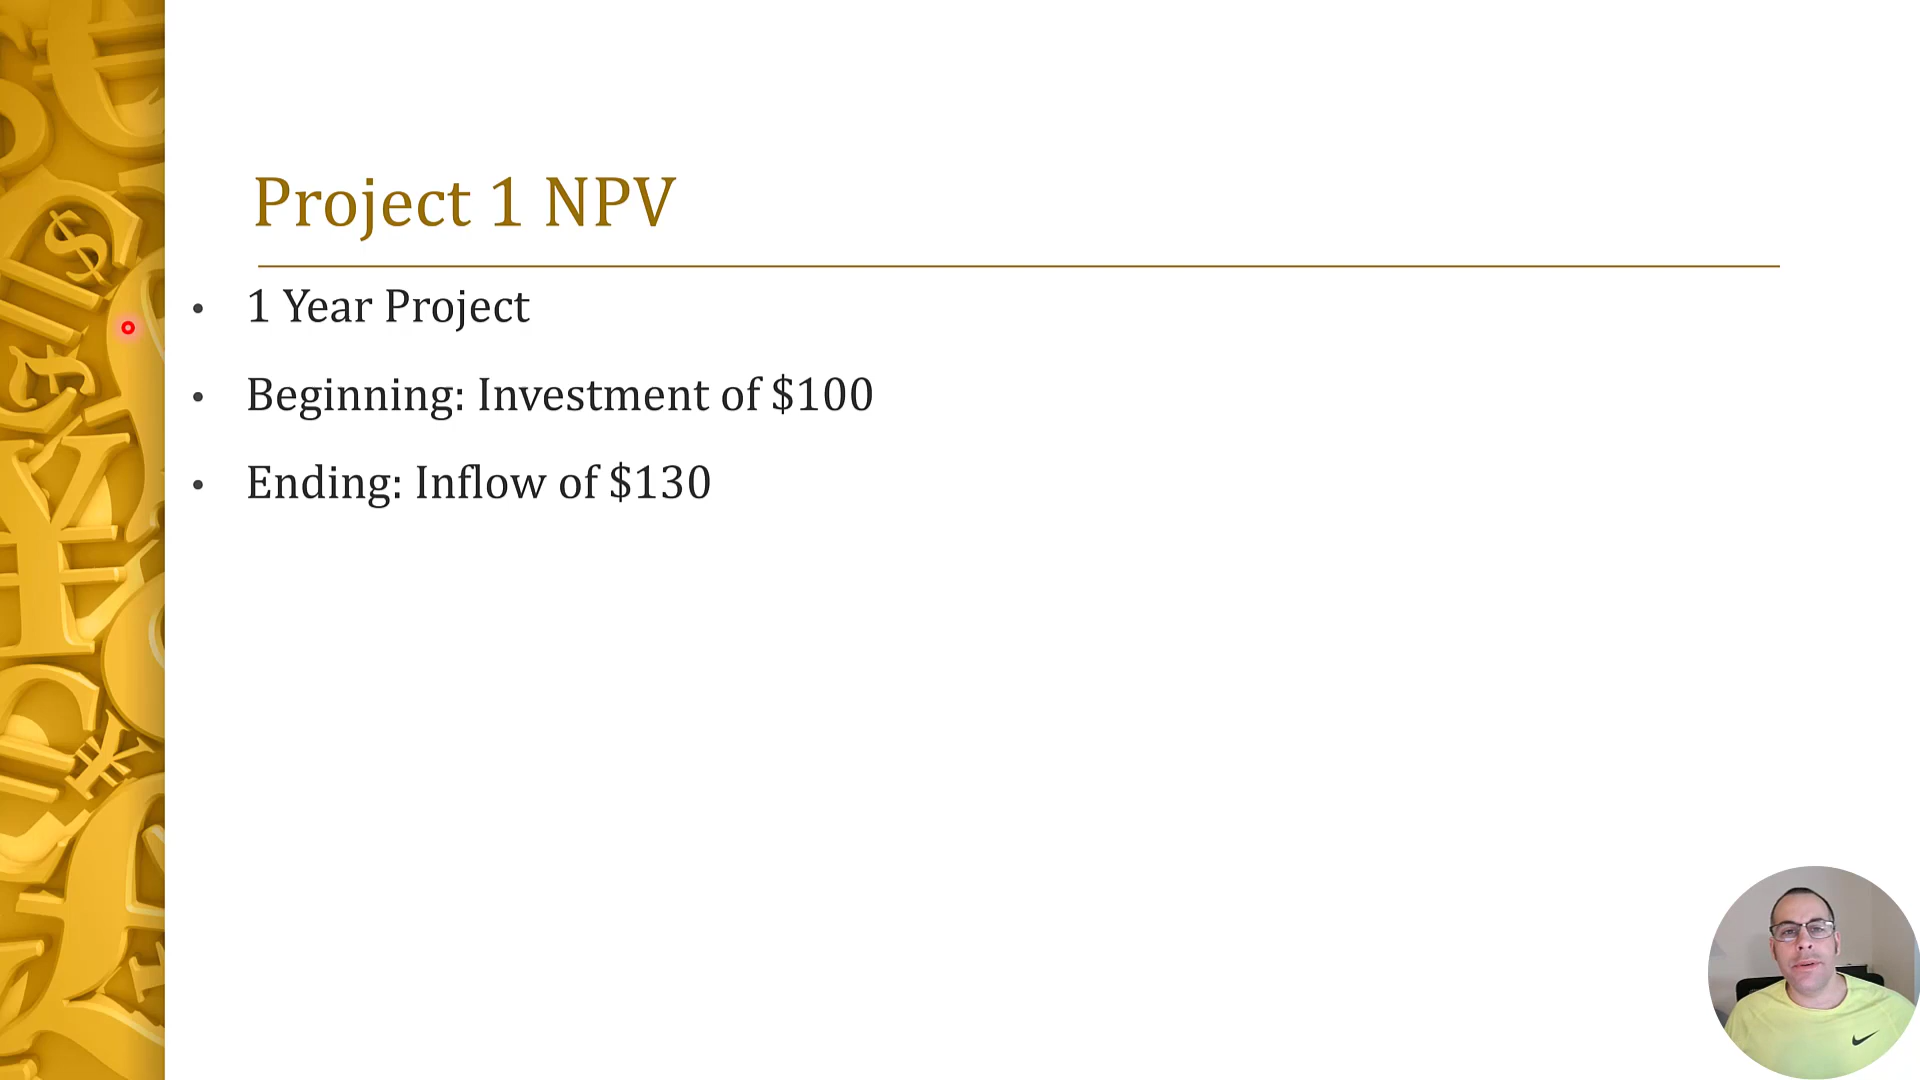 Project 1 NPV
• 1 Year Project
• Beginning: Investment of $100
• Ending: Inflow of $130